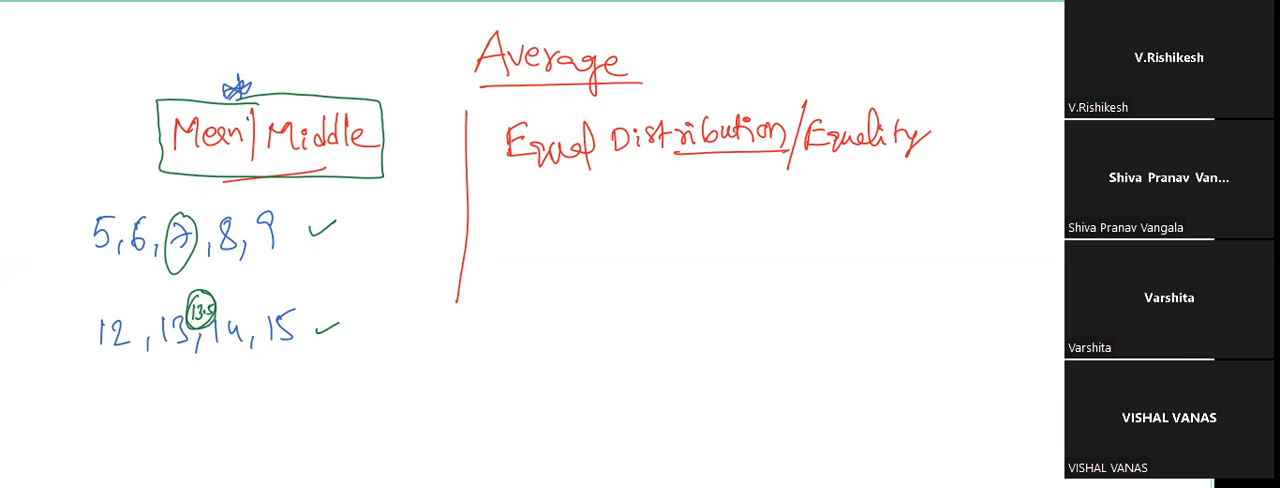 Average
Mean/Middle
Equal Distribution/Equality
5, 6, 7, 8, 9
13.5
12, 13, 14, 15
V.Rishikesh
V.Rishikesh
Shiva Pranav Van...
Shiva Pranav Vangala
Varshita
Varshita
VISHAL VANAS
VISHAL VANAS